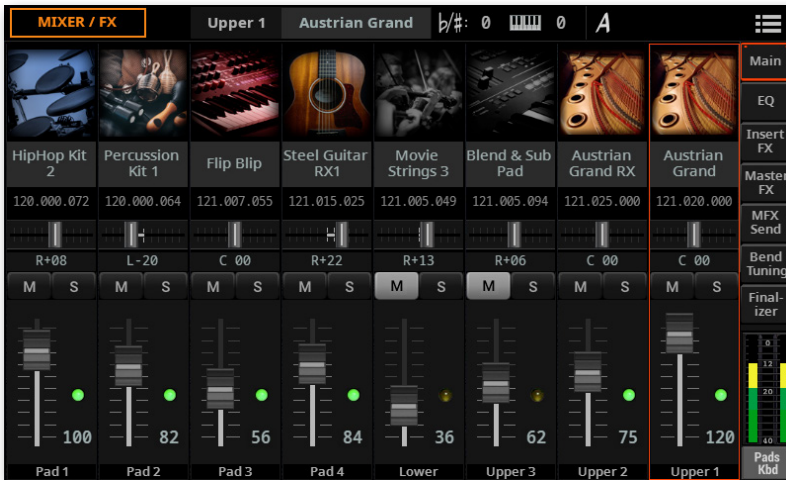 MIXER / FX
Upper 1
Austrian Grand
♭/♯: 0
0
A
HipHop Kit
2
Percussion
Kit 1
Flip Blip
Steel Guitar
RX1
Movie
Strings 3
Blend & Sub
Pad
Austrian
Grand RX
Austrian
Grand
120.000.072
120.000.064
121.007.055
121.015.025
121.005.049
121.005.094
121.025.000
121.020.000
R+08
L-20
C 00
R+22
R+13
R+06
C 00
C 00
M S
M S
M S
M S
M S
M S
M S
M S
100
82
56
84
36
62
75
120
Pad 1
Pad 2
Pad 3
Pad 4
Lower
Upper 3
Upper 2
Upper 1
Main
EQ
Insert
FX
Master
FX
MFX
Send
Bend
Tuning
Final-
izer
0
12
20
40
Pads
Kbd